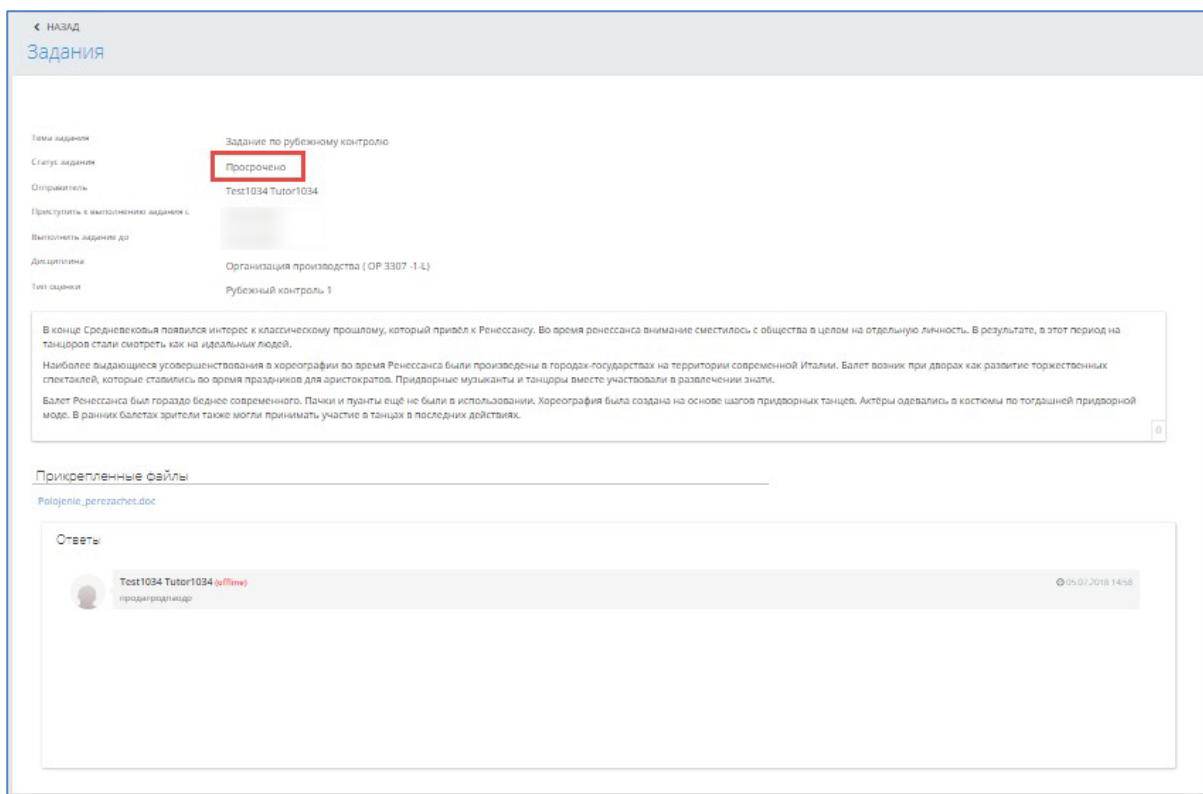 НАЗАД
Задания
Тема задания
Задание по рубежному контролю
Статус задания
Просрочено
Отправитель
Test1034 Tutor1034
Приступить к выполнению задания с
Выполнить задание до
Дисциплина
Организация производства ( OP 3307 -1-L)
Тип оценки
Рубежный контроль 1
В конце Средневековья появился интерес к классическому прошлому, который привёл к Ренессансу. Во время ренессанса внимание сместилось с общества в целом на отдельную личность. В результате, в этот период на
танцоров стали смотреть как на идеальных людей.
Наиболее выдающиеся усовершенствования в хореографии во время Ренессанса были произведены в городах-государствах на территории современной Италии. Балет возник при дворах как развитие торжественных
спектаклей, которые ставились во время праздников для аристократов. Придворные музыканты и танцоры вместе участвовали в развлечении знати.
Балет Ренессанса был гораздо беднее современного. Пачки и пуанты ещё не были в использовании. Хореография была создана на основе шагов придворных танцев. Актёры одевались в костюмы по тогдашней придворной
моде. В ранних балетах зрители также могли принимать участие в танцах в последних действиях.
0
Прикрепленные файлы
Polojenie_perezachet.doc
Ответы
Test1034 Tutor1034 (offline)
05.07.2018 14:58